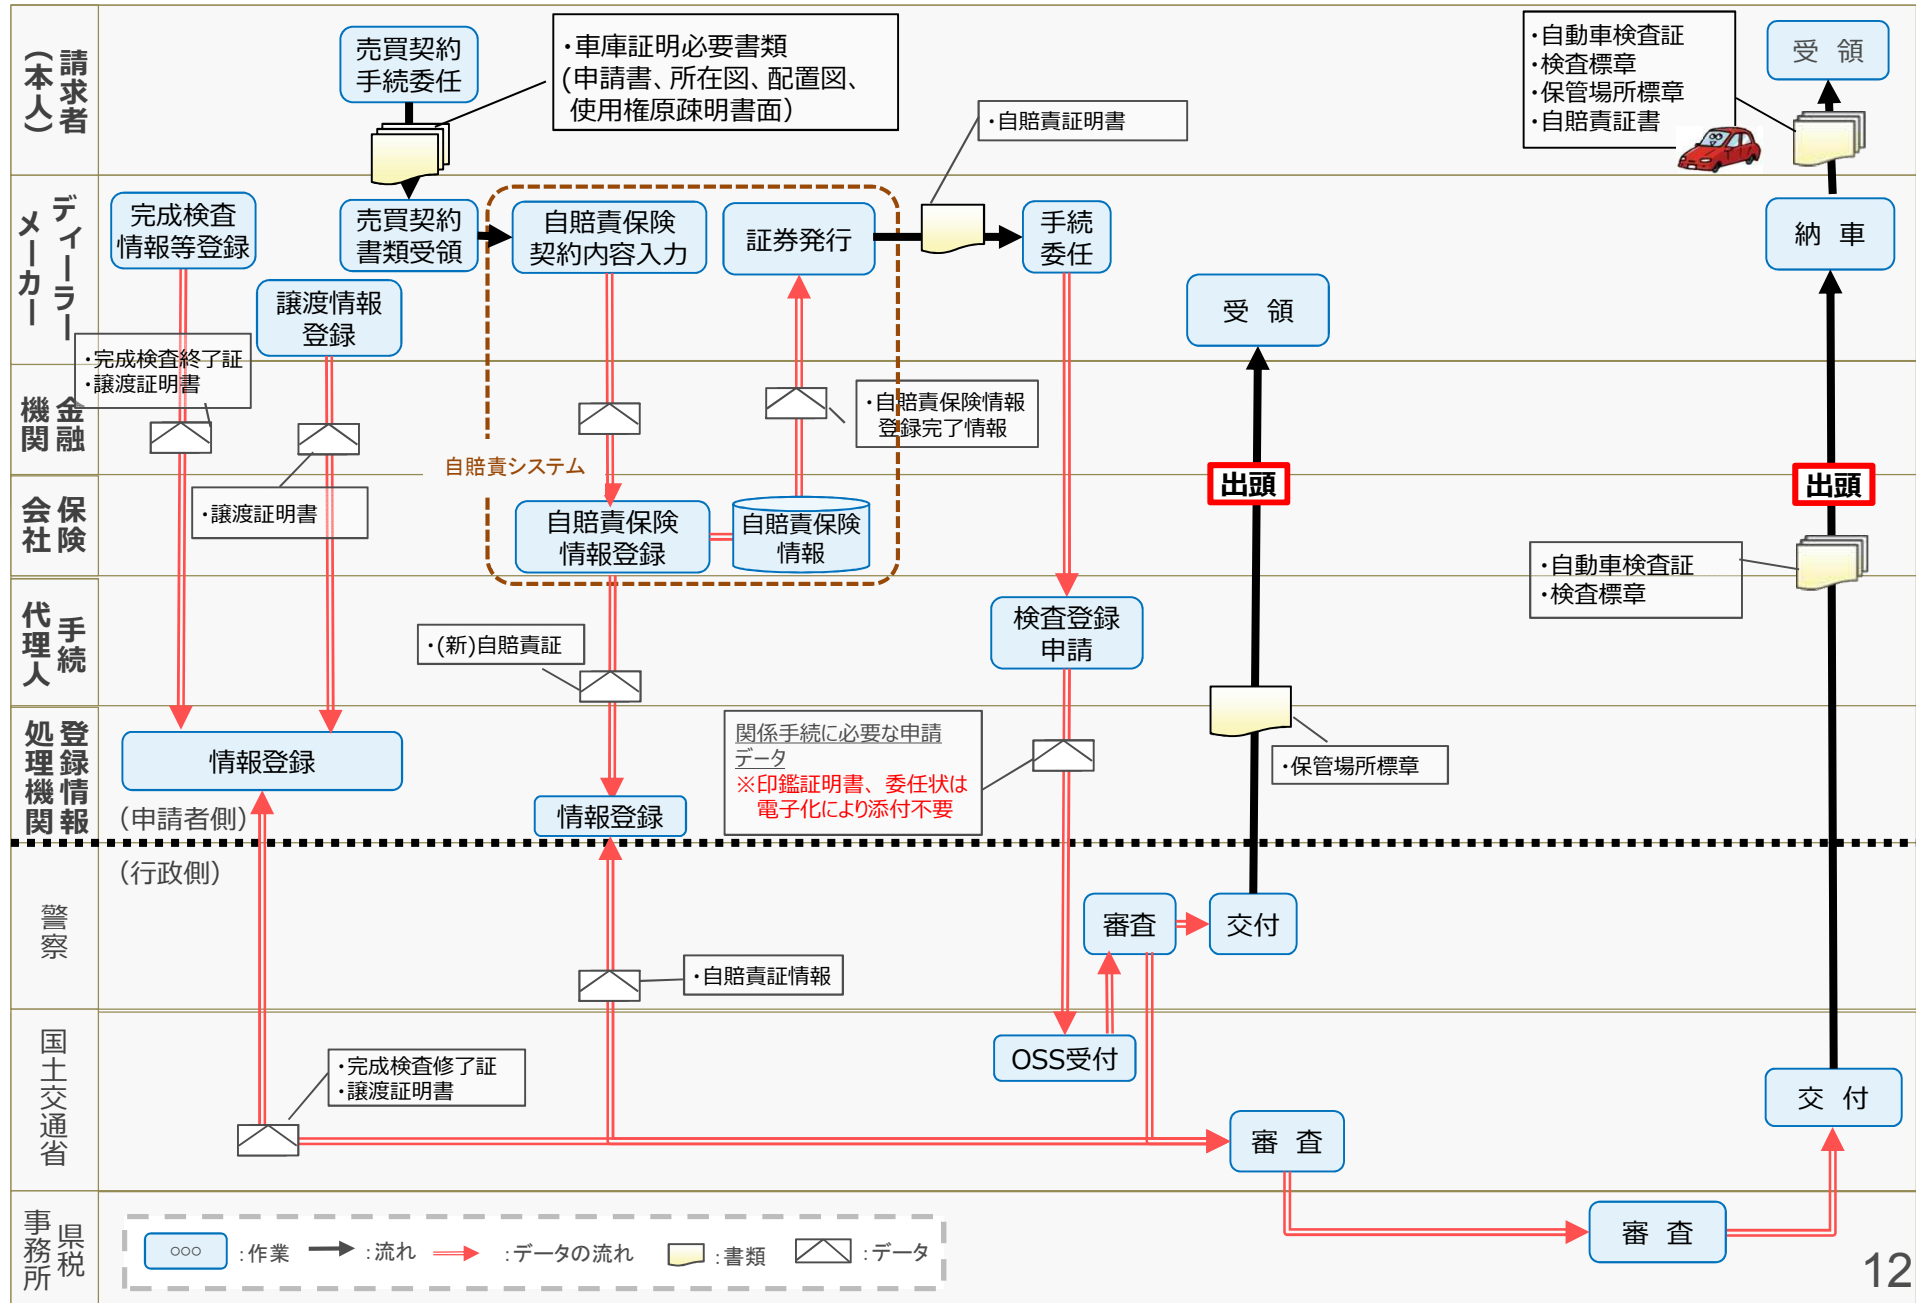 請求者
(本人)
売買契約
手続委任
・車庫証明必要書類
(申請書、所在図、配置図、
使用権原疎明書面)
・自賠責証明書
・自動車検査証
・検査標章
・保管場所標章
・自賠責証書
受 領
ディーラー
メーカー
完成検査
情報等登録
売買契約
書類受領
自賠責保険
契約内容入力
証券発行
手続
委任
納 車
譲渡情報
登録
受 領
・完成検査終了証
・譲渡証明書
金融
機関
・自賠責保険情報
登録完了情報
自賠責システム
出頭
出頭
保険
会社
・譲渡証明書
自賠責保険
情報登録
自賠責保険
情報
・自動車検査証
・検査標章
手続
代理人
・(新)自賠責証
検査登録
申請
登録情報
処理機関
情報登録
関係手続に必要な申請
データ
※印鑑証明書、委任状は
電子化により添付不要
・保管場所標章
情報登録
(申請者側)
(行政側)
警察
審査
交付
・自賠責証情報
国土交通省
OSS受付
・完成検査修了証
・譲渡証明書
交 付
審 査
県税
事務所
○○○
:作業
:流れ
:データの流れ
:書類
:データ
審 査
12